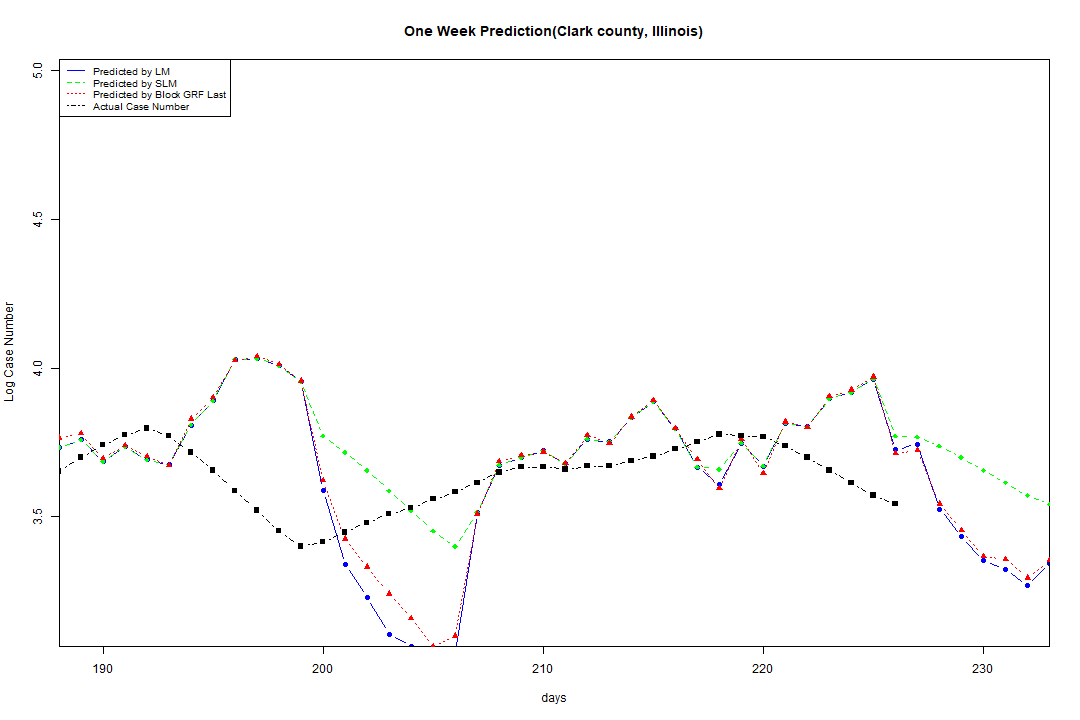 One Week Prediction(Clark county, Illinois)
Predicted by LM
Predicted by SLM
Predicted by Block GRF Last
Actual Case Number
5.0
4.5
4.0
3.5
Log Case Number
190 200 210 220 230
days